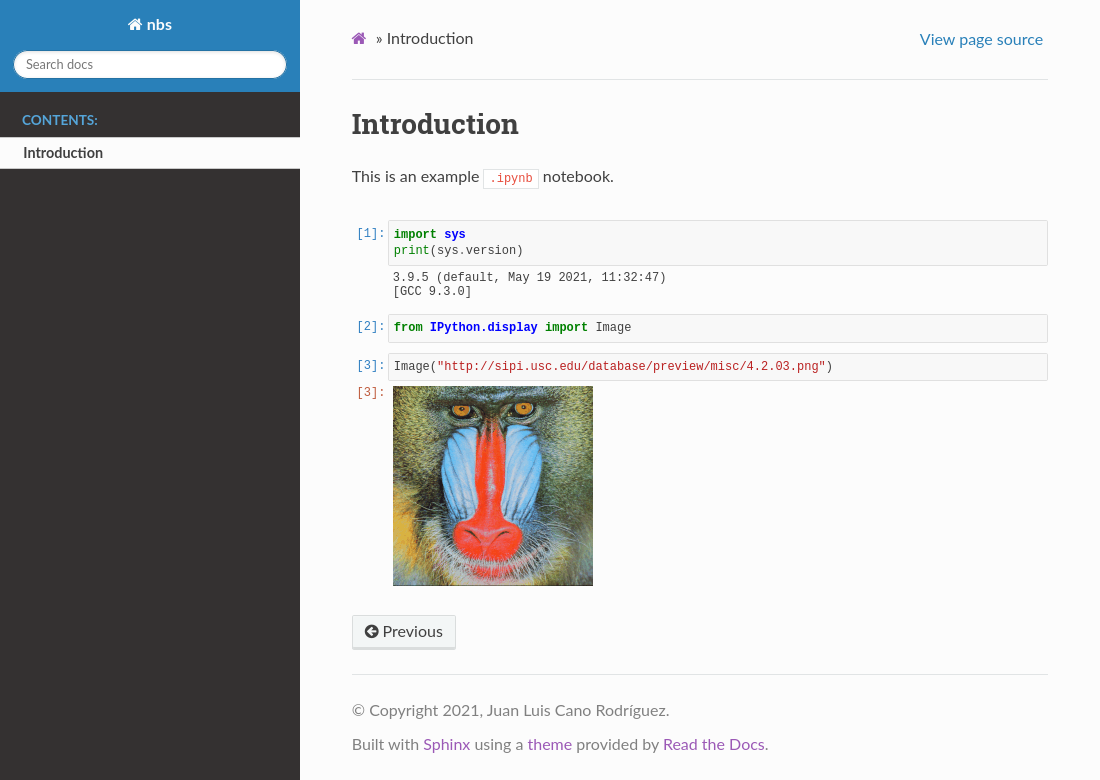 nbs
Search docs
CONTENTS:
Introduction
» Introduction
View page source
Introduction
This is an example .ipynb notebook.
[1]: import sys
print(sys.version)
3.9.5 (default, May 19 2021, 11:32:47)
[GCC 9.3.0]
[2]: from IPython.display import Image
[3]: Image("http://sipi.usc.edu/database/preview/misc/4.2.03.png")
[3]:
Previous
© Copyright 2021, Juan Luis Cano Rodríguez.
Built with Sphinx using a theme provided by Read the Docs.